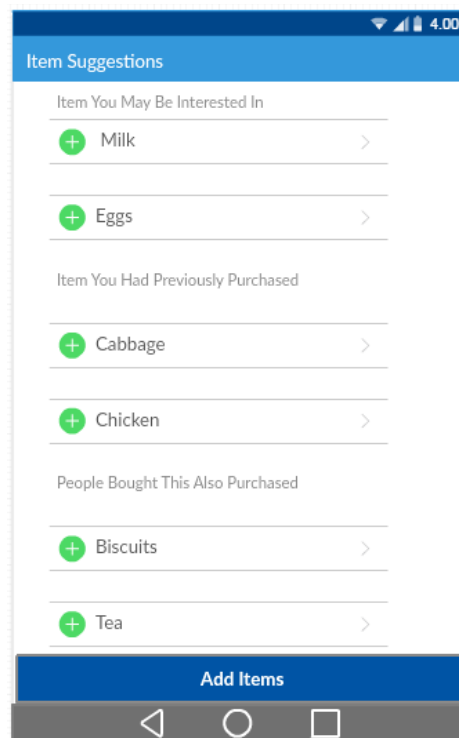 4.00
Item Suggestions
Item You May Be Interested In
Milk
Eggs
Item You Had Previously Purchased
Cabbage
Chicken
People Bought This Also Purchased
Biscuits
Tea
Add Items